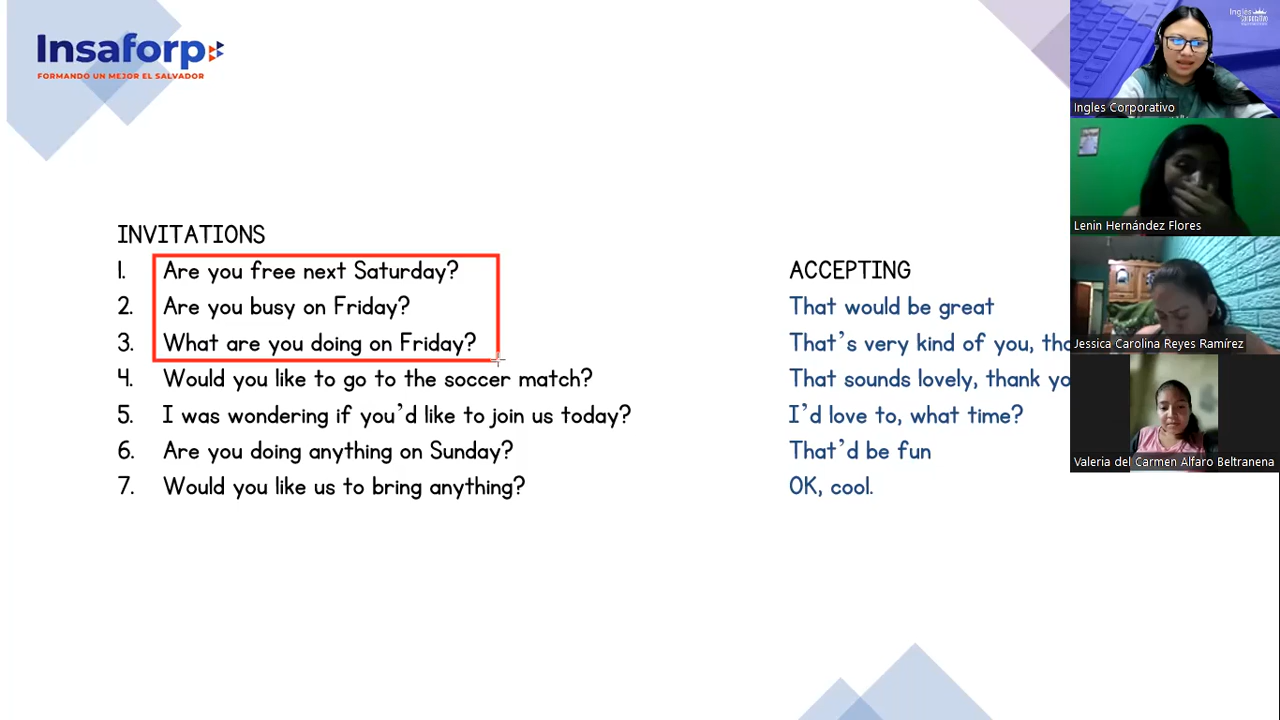 Insaforp
FORMANDO UN MEJOR EL SALVADOR
INVITATIONS
1. Are you free next Saturday?
2. Are you busy on Friday?
3. What are you doing on Friday?
4. Would you like to go to the soccer match?
5. I was wondering if you'd like to join us today?
6. Are you doing anything on Sunday?
7. Would you like us to bring anything?
ACCEPTING
That would be great
That's very kind of you,
That sounds lovely, thank
I'd love to, what time?
That'd be fun
OK, cool.
Inglés
Ingles Corporativo
Lenin Hernández Flores
Jessica Carolina Reyes Ramírez
Valeria del Carmen Alfaro Beltranena